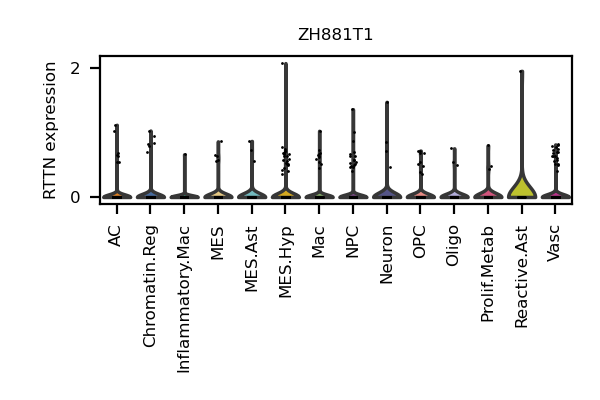 ZH881T1
RTTN expression
2
0
AC
Chromatin.Reg
Inflammatory.Mac
MES
MES.Ast
MES.Hyp
Mac
NPC
Neuron
OPC
Oligo
Prolif.Metab
Reactive.Ast
Vasc